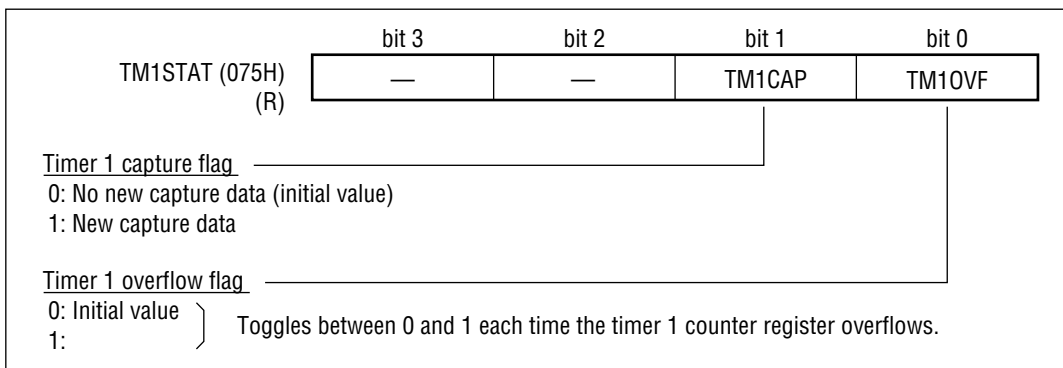 bit 3 bit 2 bit 1 bit 0
TM1STAT (075H) — — TM1CAP TM1OVF
(R)
Timer 1 capture flag
0: No new capture data (initial value)
1: New capture data
Timer 1 overflow flag
0: Initial value
1:
Toggles between 0 and 1 each time the timer 1 counter register overflows.